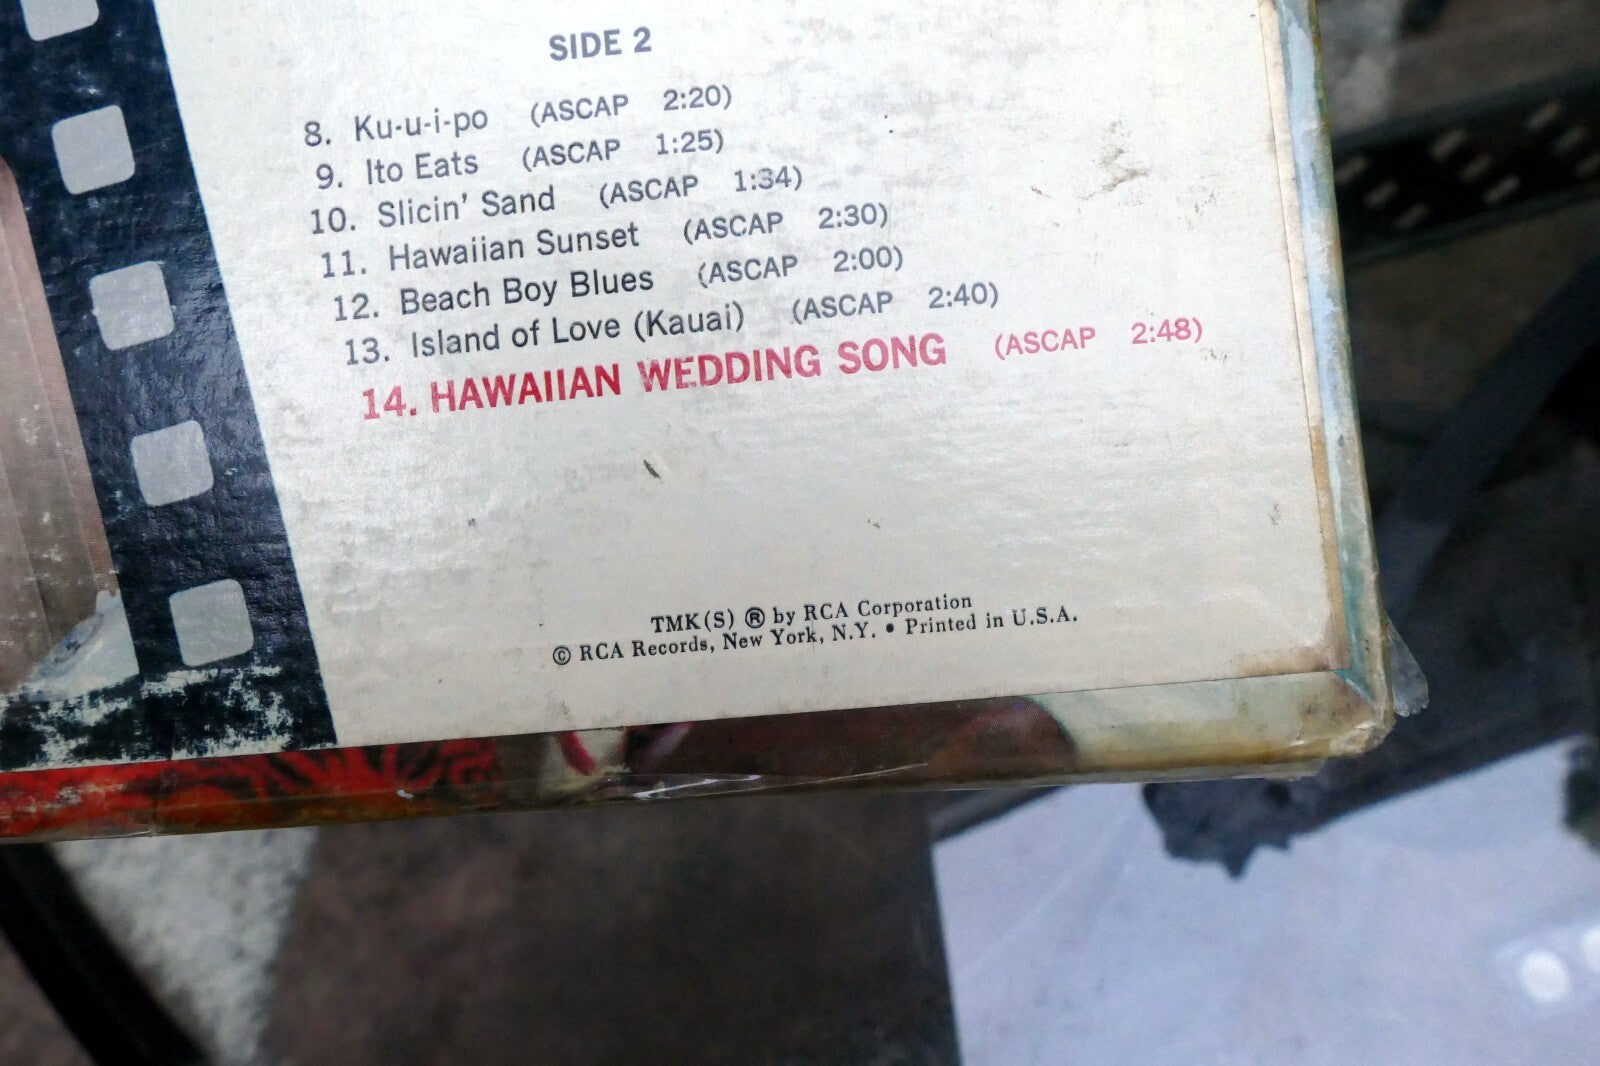 SIDE 2
8. Ku-u-i-po (ASCAP 2:20)
9. Ito Eats (ASCAP 1:25)
10. Slicin' Sand (ASCAP 1:34)
11. Hawaiian Sunset (ASCAP 2:30)
12. Beach Boy Blues (ASCAP 2:00)
13. Island of Love (Kauai) (ASCAP 2:40)
14. HAWAIIAN WEDDING SONG (ASCAP 2:48)
TMK(S) ® by RCA Corporation
© RCA Records, New York, N.Y. • Printed in U.S.A.